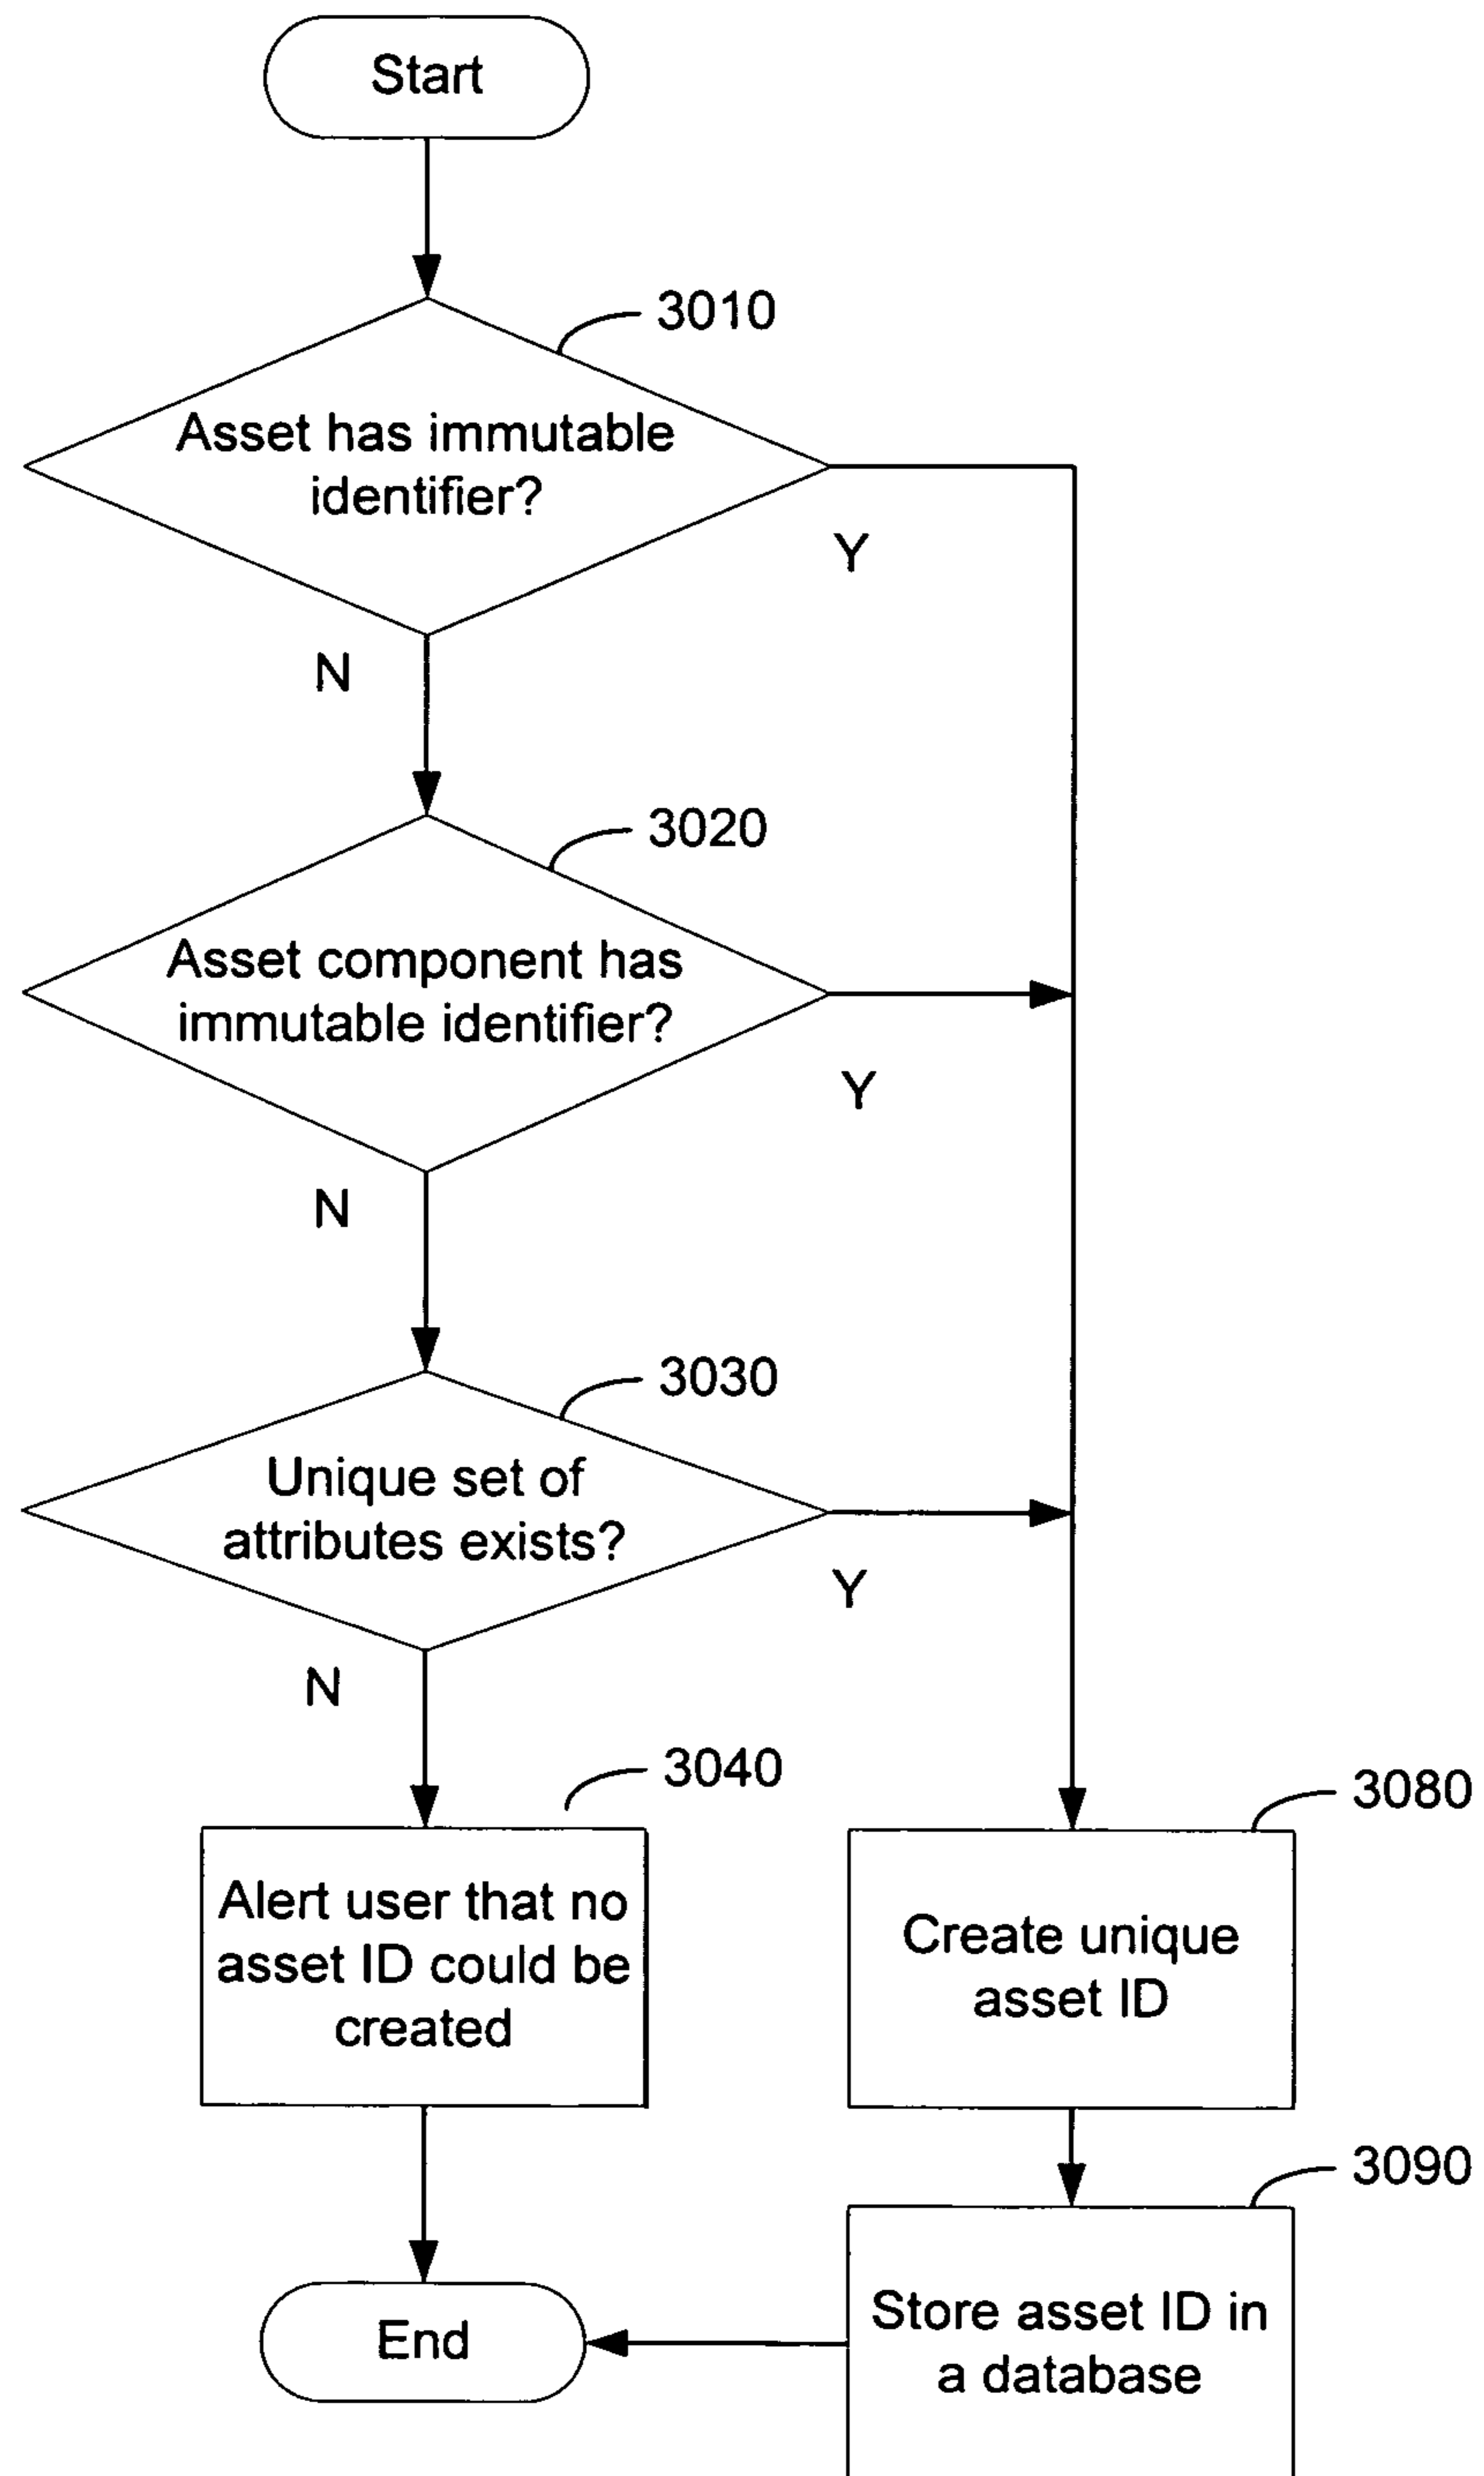 Start
3010
Asset has immutable
identifier?
Y
N
3020
Asset component has
immutable identifier?
Y
N
3030
Unique set of
attributes exists?
Y
N
3040
Alert user that no
asset ID could be
created
3080
Create unique
asset ID
3090
Store asset ID in
a database
End